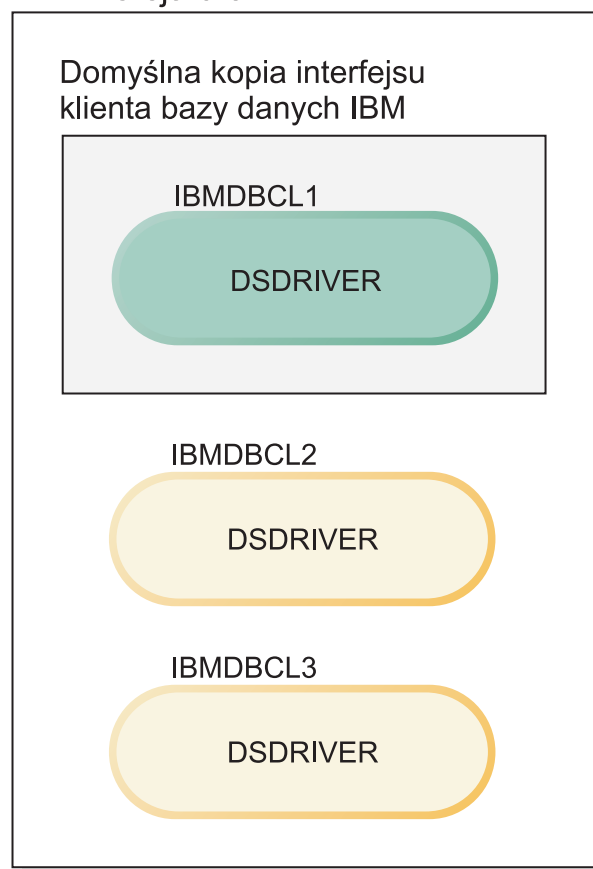 Domyślna kopia interfejsu
klienta bazy danych IBM
IBMDBCL1
DSDRIVER
IBMDBCL2
DSDRIVER
IBMDBCL3
DSDRIVER